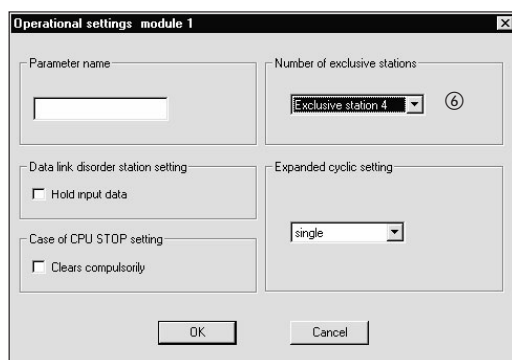 Operational settings module 1
Parameter name
Number of exclusive stations
Exclusive station 4
⑥
Data link disorder station setting
Hold input data
Expanded cyclic setting
single
Case of CPU STOP setting
Clears compulsorily
OK
Cancel